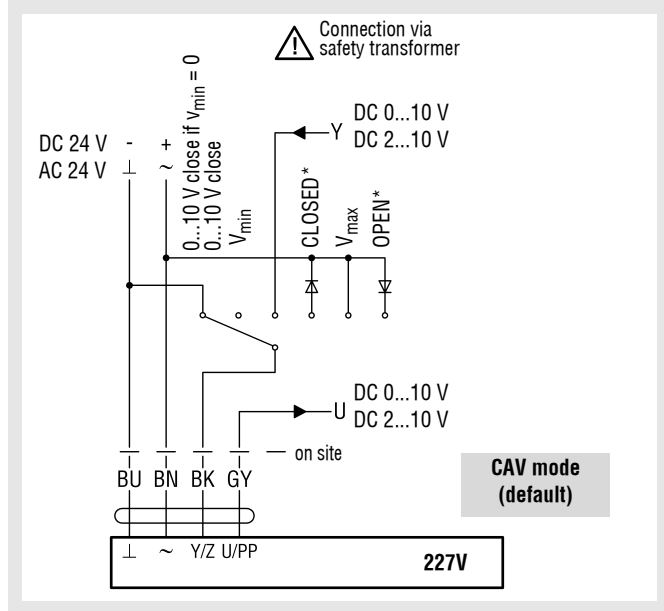 Connection via
safety transformer
DC 0...10 V
Y
DC 2...10 V
DC 24 V - +
AC 24 V ⊥ ~
0...10 V close if vmin = 0
0...10 V close
Vmin
CLOSED*
Vmax
OPEN*
DC 0...10 V
U
DC 2...10 V
on site
BU BN BK GY
CAV mode
(default)
⊥ ~ Y/Z U/PP
227V